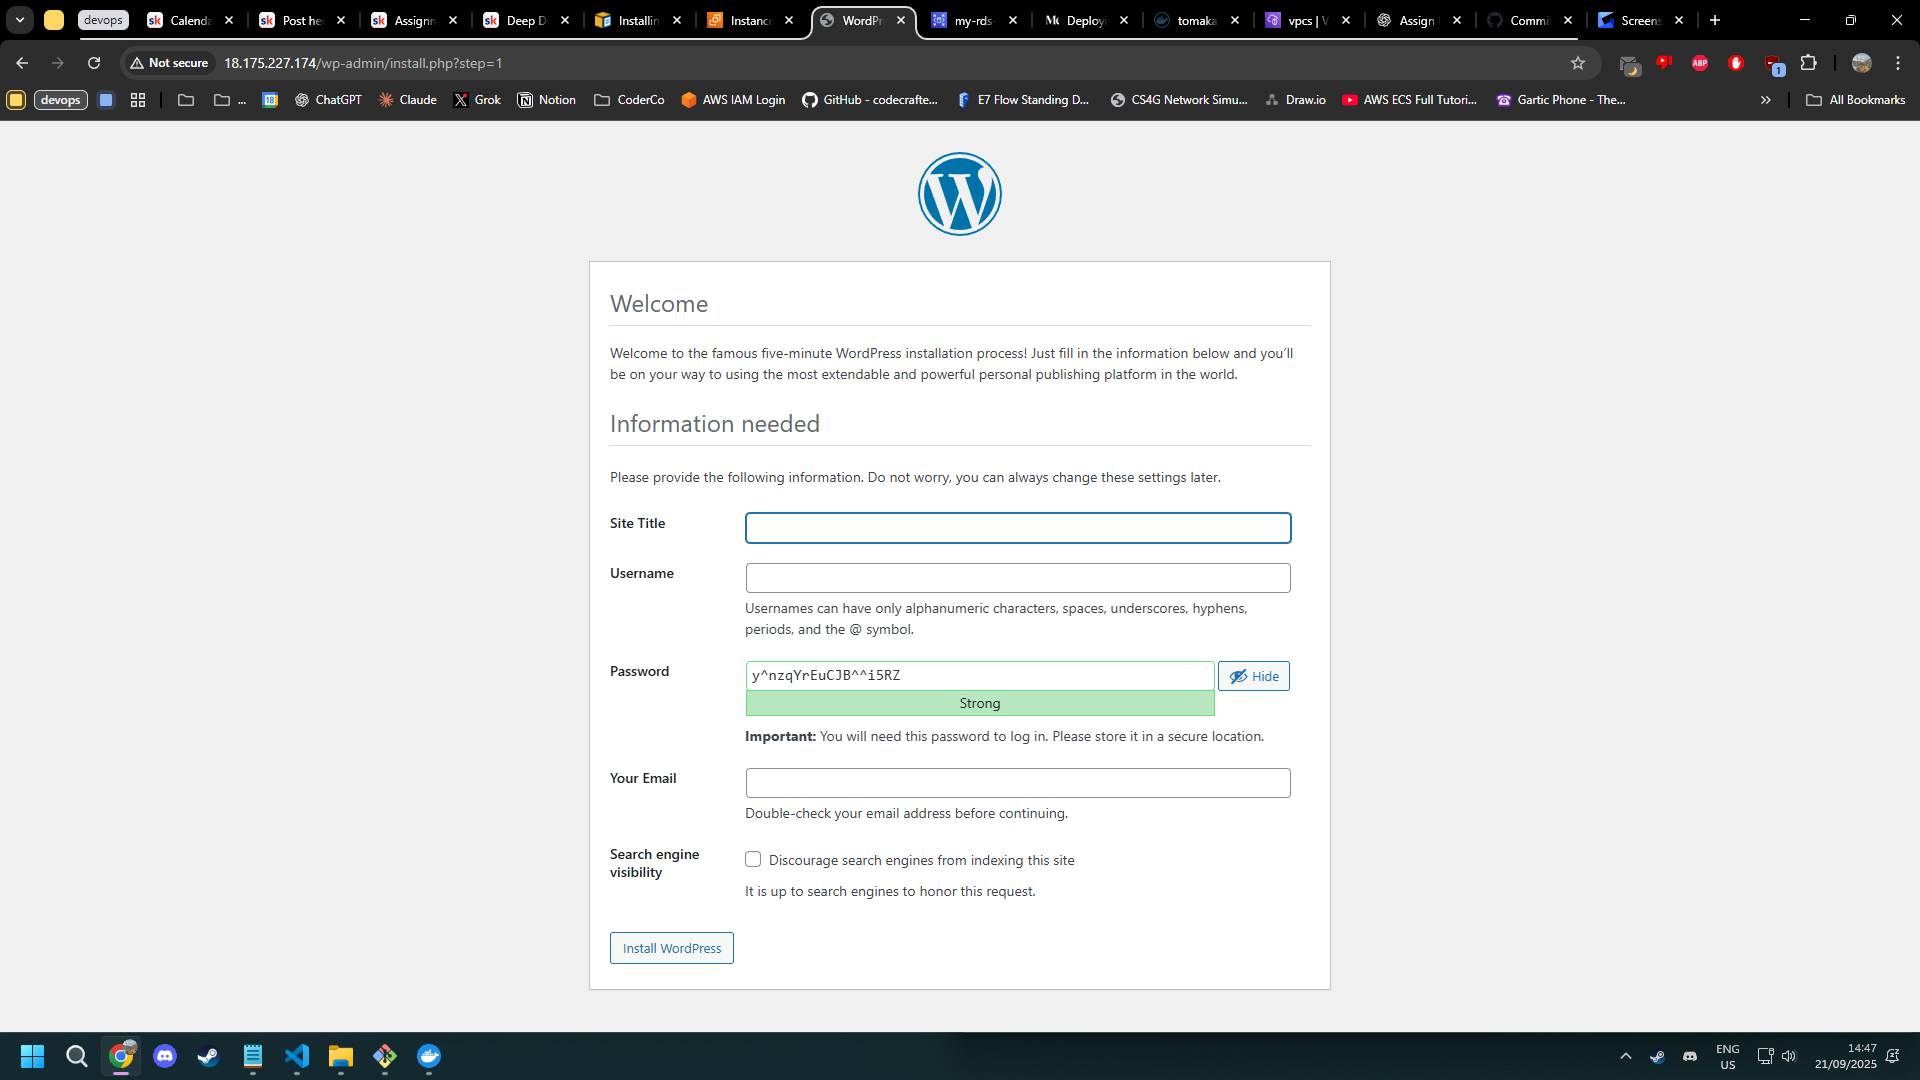 devops
Calenda
Post he
Assignm
Deep D
Installin
Instance
WordPr
my-rds-
Deployi
tomaka
vpcs | V
Assign
Commi
Screens
Not secure
18.175.227.174/wp-admin/install.php?step=1
ABP
1
devops
...
18
ChatGPT
Claude
Grok
Notion
CoderCo
AWS IAM Login
GitHub - codecrafte...
E7 Flow Standing D...
CS4G Network Simu...
Draw.io
AWS ECS Full Tutori...
Gartic Phone - The...
All Bookmarks
Welcome
Welcome to the famous five-minute WordPress installation process! Just fill in the information below and you’ll
be on your way to using the most extendable and powerful personal publishing platform in the world.
Information needed
Please provide the following information. Do not worry, you can always change these settings later.
Site Title
Username
Usernames can have only alphanumeric characters, spaces, underscores, hyphens,
periods, and the @ symbol.
Password
y^nzqYrEuCJB^^i5RZ
Hide
Strong
Important: You will need this password to log in. Please store it in a secure location.
Your Email
Double-check your email address before continuing.
Search engine
visibility
Discourage search engines from indexing this site
It is up to search engines to honor this request.
Install WordPress
ENG
US
14:47
21/09/2025